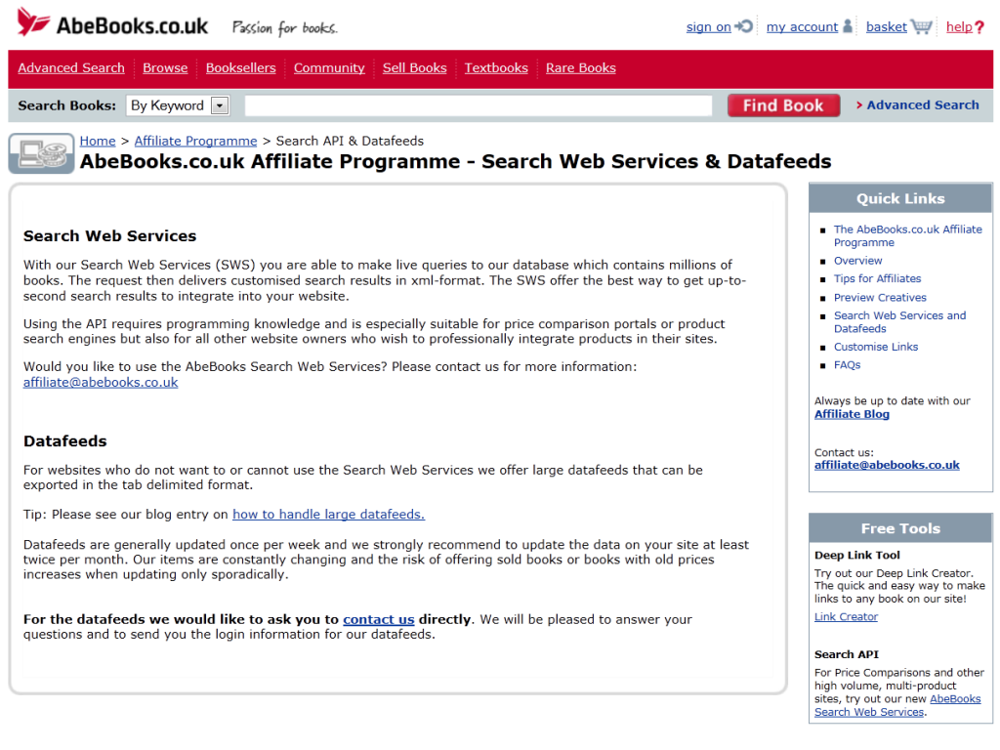 AbeBooks.co.uk Passion for books.
sign on my account basket help?
Advanced Search Browse Booksellers Community Sell Books Textbooks Rare Books
Search Books: By Keyword Find Book > Advanced Search
Home > Affiliate Programme > Search API & Datafeeds
AbeBooks.co.uk Affiliate Programme - Search Web Services & Datafeeds
Search Web Services
With our Search Web Services (SWS) you are able to make live queries to our database which contains millions of
books. The request then delivers customised search results in xml-format. The SWS offer the best way to get up-to-
second search results to integrate into your website.
Using the API requires programming knowledge and is especially suitable for price comparison portals or product
search engines but also for all other website owners who wish to professionally integrate products in their sites.
Would you like to use the AbeBooks Search Web Services? Please contact us for more information:
affiliate@abebooks.co.uk
Datafeeds
For websites who do not want to or cannot use the Search Web Services we offer large datafeeds that can be
exported in the tab delimited format.
Tip: Please see our blog entry on how to handle large datafeeds.
Datafeeds are generally updated once per week and we strongly recommend to update the data on your site at least
twice per month. Our items are constantly changing and the risk of offering sold books or books with old prices
increases when updating only sporadically.
For the datafeeds we would like to ask you to contact us directly. We will be pleased to answer your
questions and to send you the login information for our datafeeds.
Quick Links
The AbeBooks.co.uk Affiliate
Programme
Overview
Tips for Affiliates
Preview Creatives
Search Web Services and
Datafeeds
Customise Links
FAQs
Always be up to date with our
Affiliate Blog
Contact us:
affiliate@abebooks.co.uk
Free Tools
Deep Link Tool
Try out our Deep Link Creator.
The quick and easy way to make
links to any book on our site!
Link Creator
Search API
For Price Comparisons and other
high volume, multi-product
sites, try out our new AbeBooks
Search Web Services.